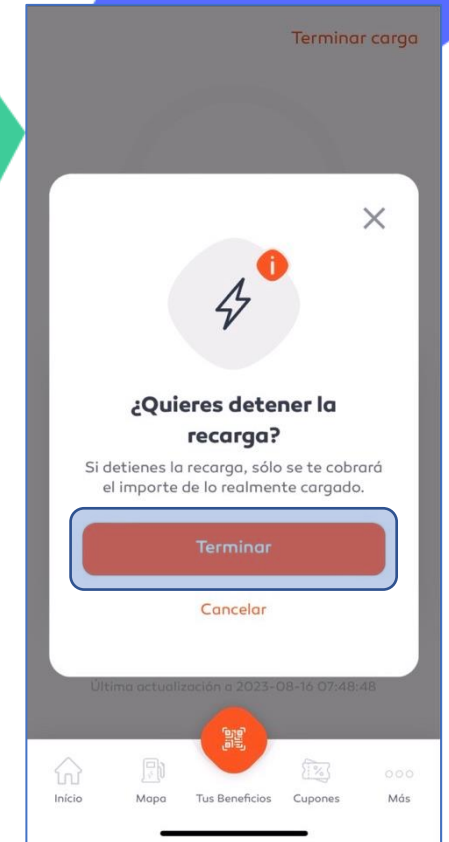 Terminar carga
i
¿Quieres detener la
recarga?
Si detienes la recarga, sólo se te cobrará
el importe de lo realmente cargado.
Terminar
Cancelar
Última actualización a 2023-08-16 07:48:48
Início Mapa Tus Beneficios Cupones Más